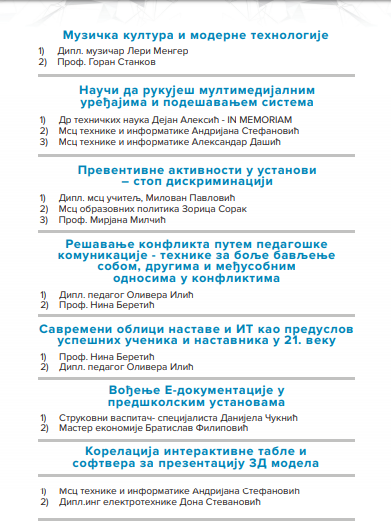 Музичка култура и модерне технологије
1) Дипл. музичар Лери Менгер
2) Проф. Горан Станков
Научи да рукујеш мултимедијалним
уређајима и подешавањем система
1) Др техничких наука Дејан Алексић - IN MEMORIAM
2) Мсц технике и информатике Андријана Стефановић
3) Мсц технике и информатике Александар Дашић
Превентивне активности у установи
– стоп дискриминацији
1) Дипл. мсц учитељ, Милован Павловић
2) Мсц образовних политика Зорица Сорак
3) Проф. Мирјана Милчић
Решавање конфликта путем педагошке
комуникације - технике за боље бављење
собом, другима и међусобним
односима у конфликтима
1) Дипл. педагог Оливера Илић
2) Проф. Нина Беретић
Савремени облици наставе и ИТ као предуслов
успешних ученика и наставника у 21. веку
1) Проф. Нина Беретић
2) Дипл. педагог Оливера Илић
Вођење Е-документације у
предшколским установама
1) Струковни васпитач- специјалиста Данијела Чукнић
2) Мастер економије Братислав Филиповић
Корелација интерактивне табле и
софтвера за презентацију 3Д модела
1) Мсц технике и информатике Андријана Стефановић
2) Дипл.инг електротехнике Дона Стевановић